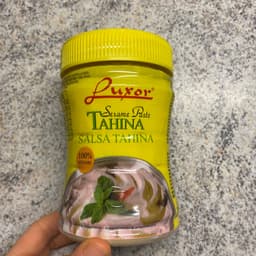 Luxor
Sesame Paste
TAHINA
SALSA TAHINA
100%